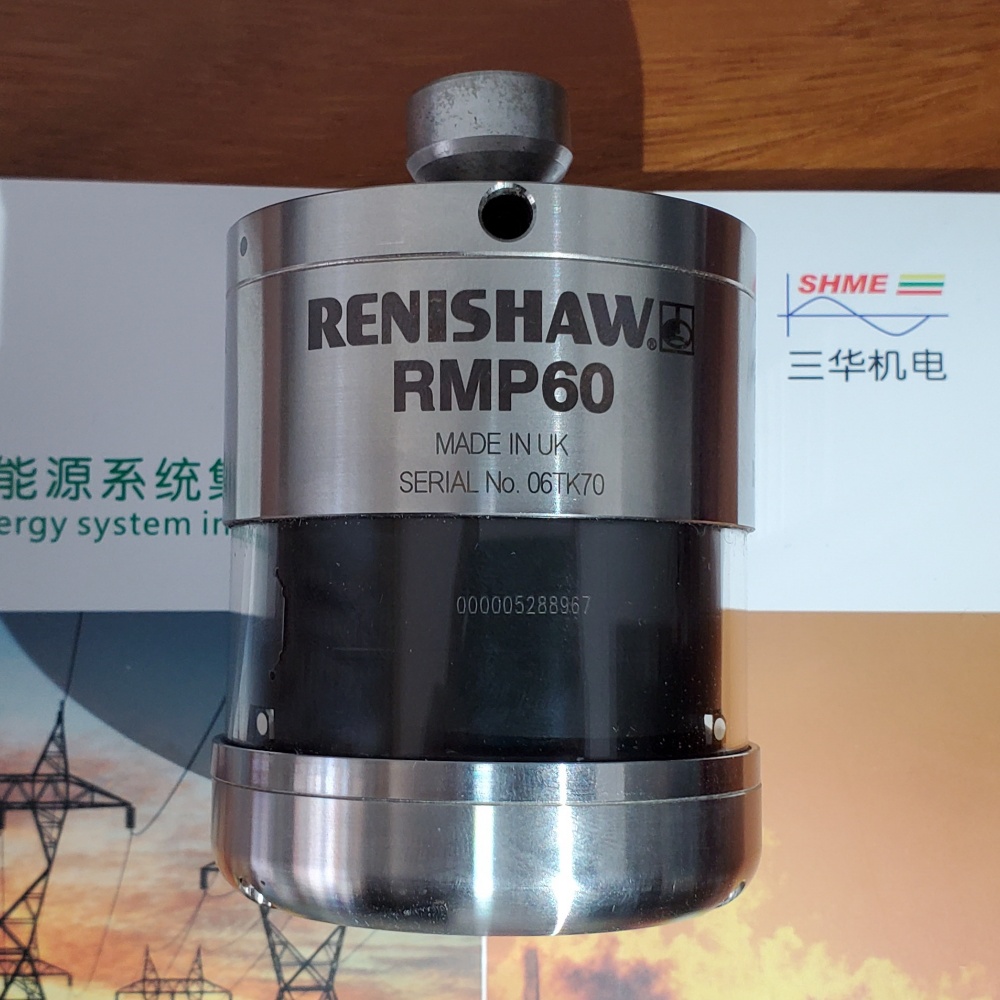 RENISHAW®
RMP60
MADE IN UK
SERIAL No. 06TK70
000005288967
SHME
三华机电
能源系统集
ergy system in